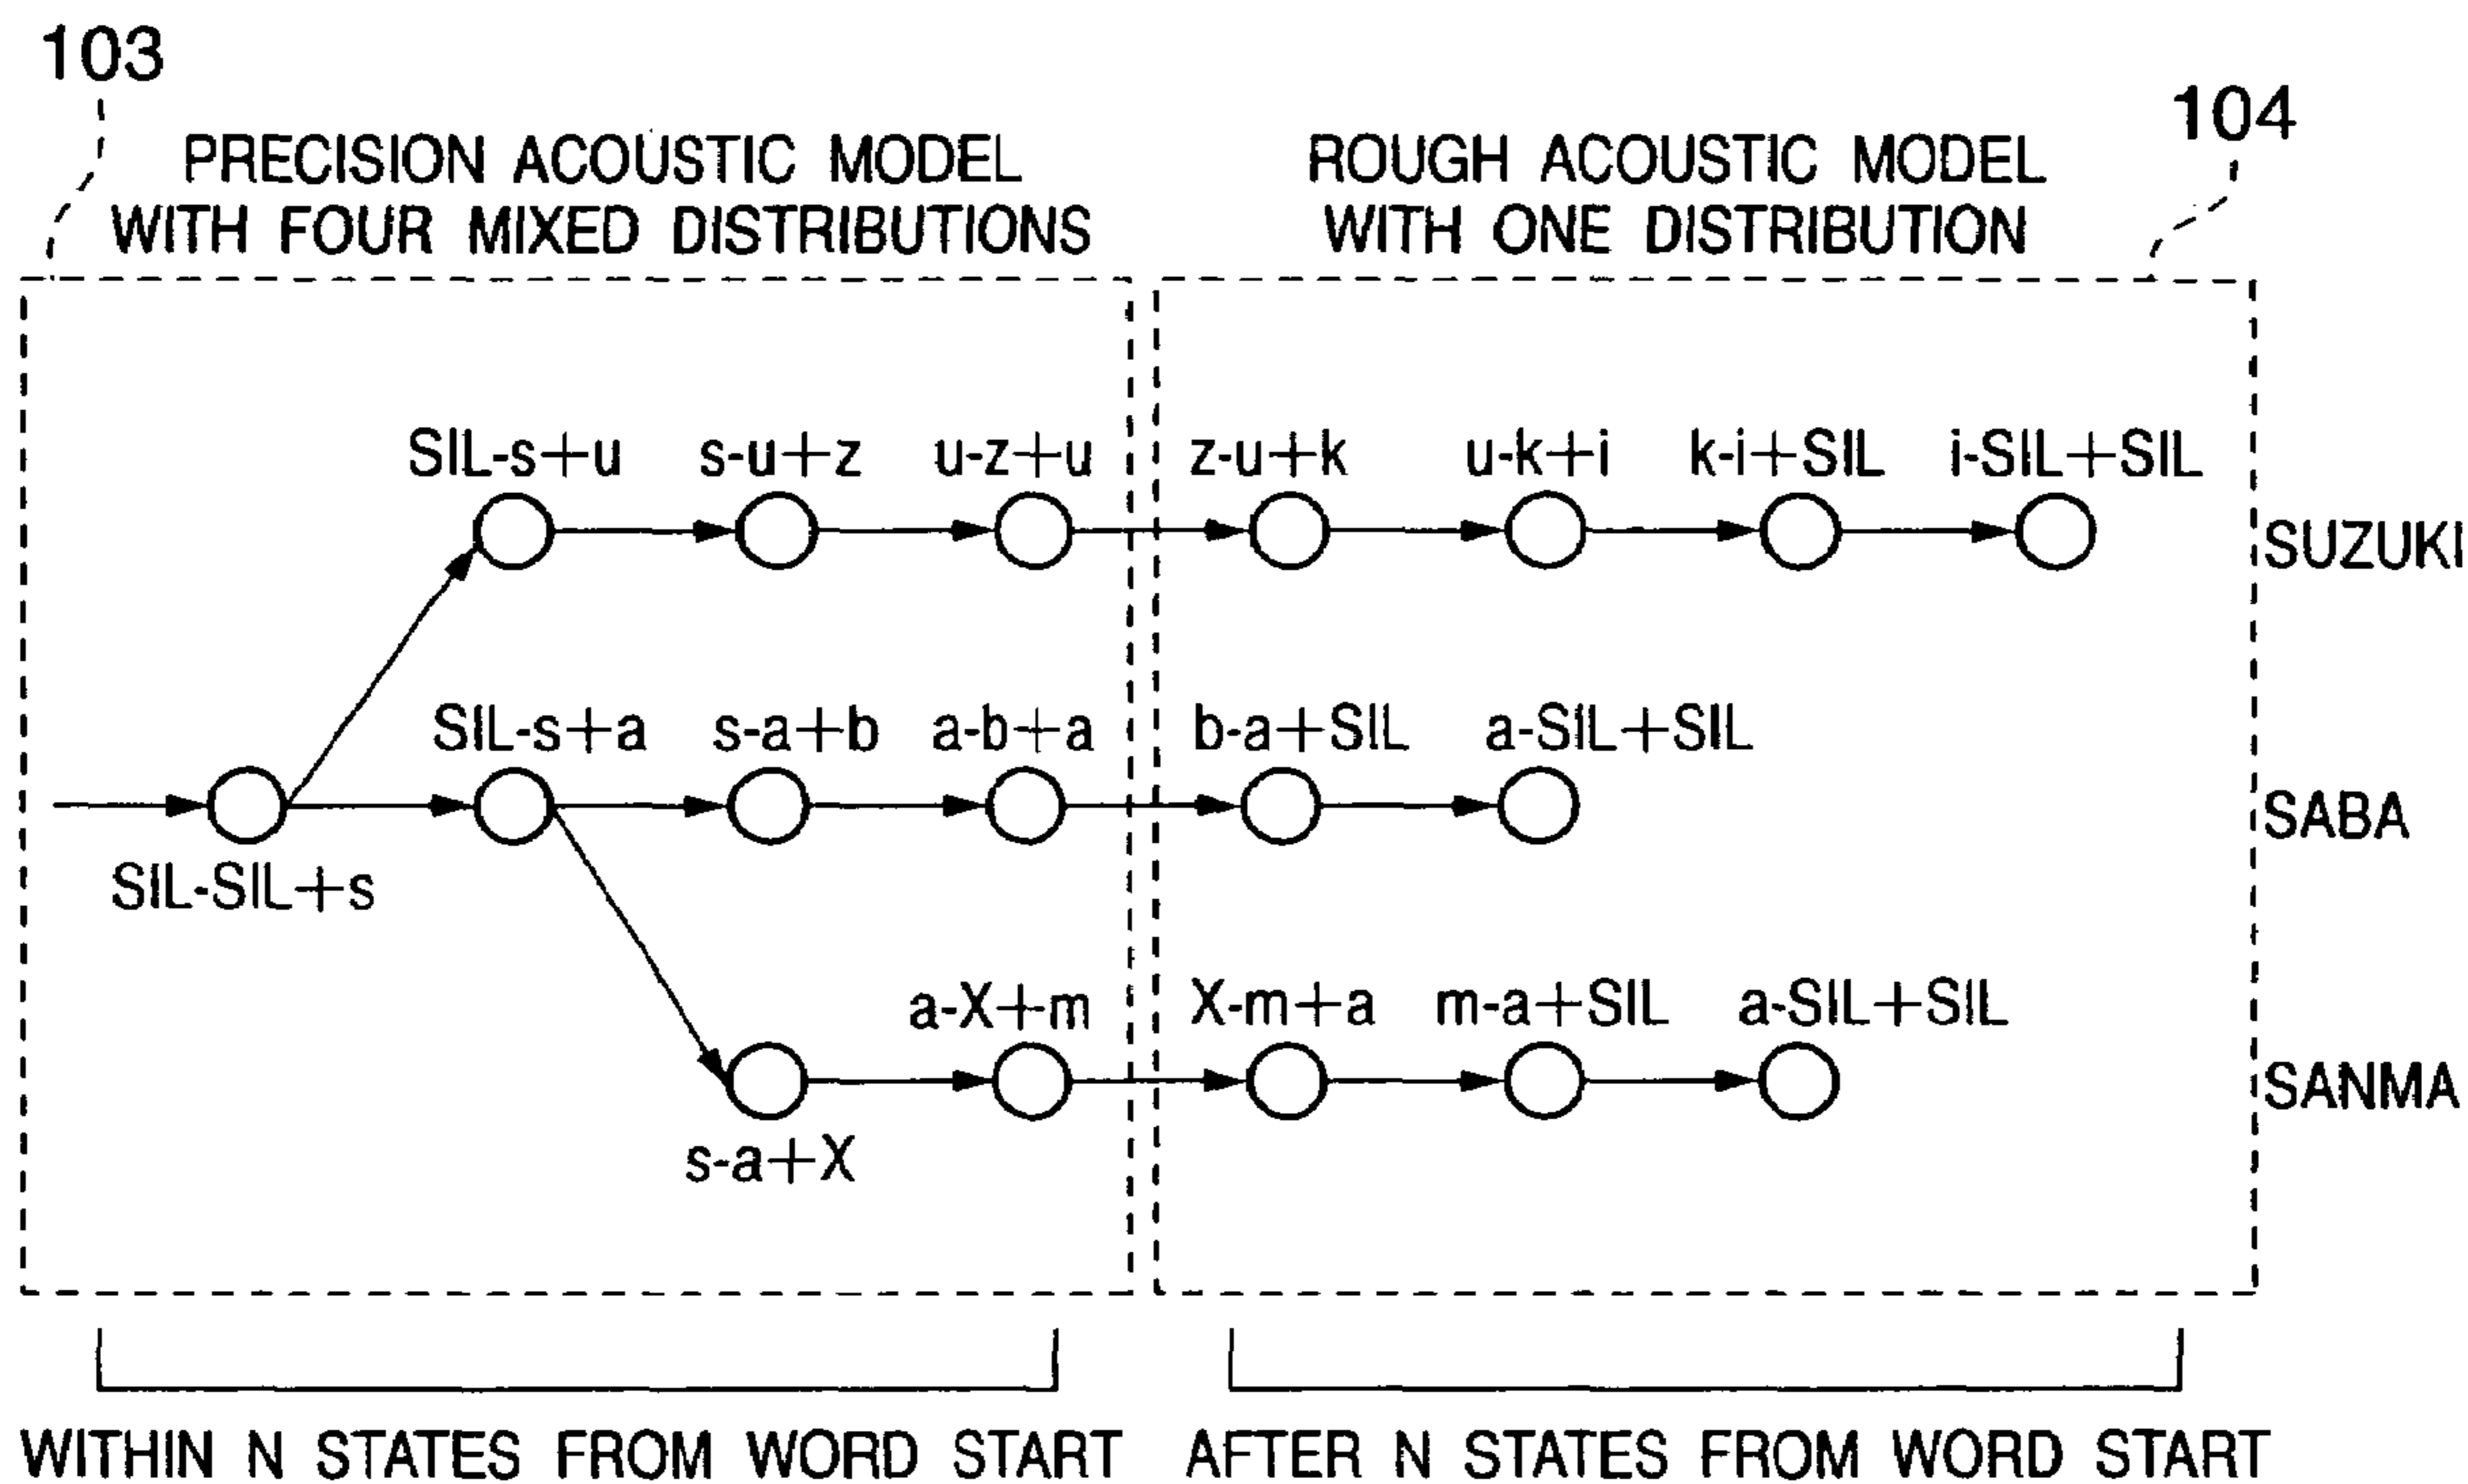 103
104
PRECISION ACOUSTIC MODEL
WITH FOUR MIXED DISTRIBUTIONS
ROUGH ACOUSTIC MODEL
WITH ONE DISTRIBUTION
SIL-s+u s-u+z u-z+u z-u+k u-k+i k-i+SIL i-SIL+SIL
SUZUKI
SIL-s+a s-a+b a-b+a b-a+SIL a-SIL+SIL
SABA
SIL-SIL+s
a-X+m X-m+a m-a+SIL a-SIL+SIL
SANMA
s-a+X
WITHIN N STATES FROM WORD START
AFTER N STATES FROM WORD START